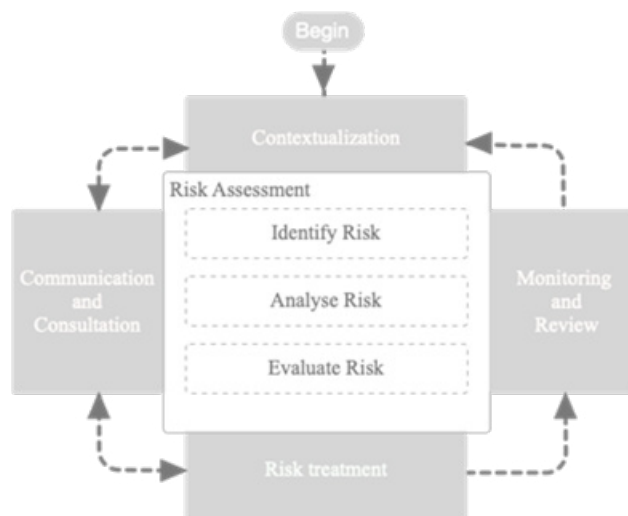 Begin
Contextualization
Risk Assessment
Identify Risk
Analyse Risk
Evaluate Risk
Communication
and
Consultation
Monitoring
and
Review
Risk treatment